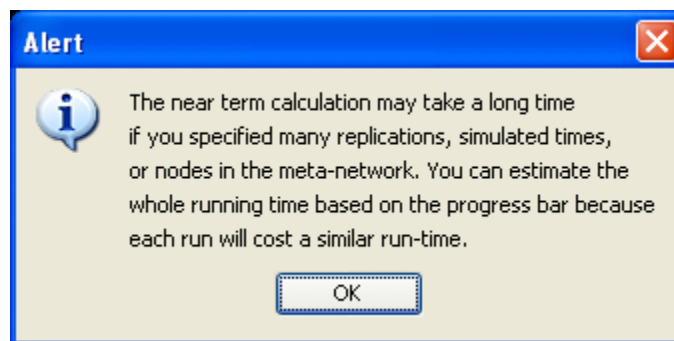 Alert
The near term calculation may take a long time
if you specified many replications, simulated times,
or nodes in the meta-network. You can estimate the
whole running time based on the progress bar because
each run will cost a similar run-time.
OK